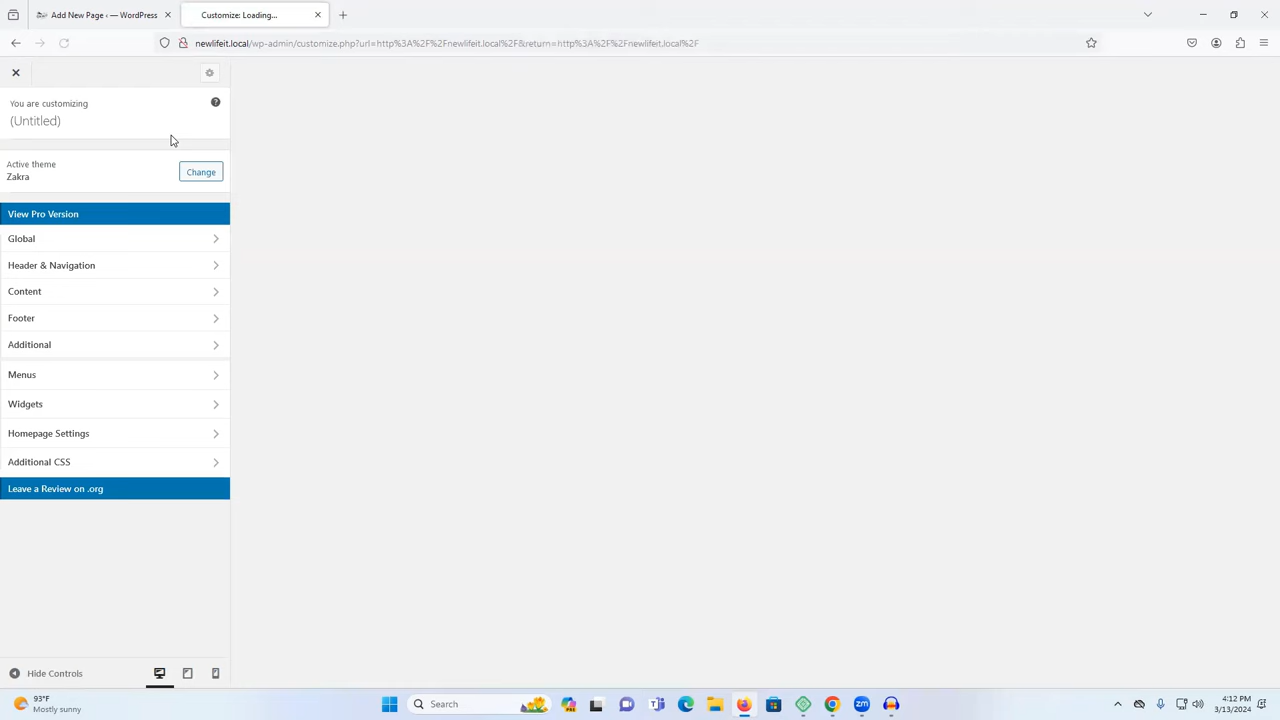 Add New Page ‹ — WordPress
Customize: Loading...
newlifeit.local/wp-admin/customize.php?url=http%3A%2F%2Fnewlifeit.local%2F&return=http%3A%2F%2Fnewlifeit.local%2F
You are customizing
(Untitled)
Active theme
Zakra
Change
View Pro Version
Global
Header & Navigation
Content
Footer
Additional
Menus
Widgets
Homepage Settings
Additional CSS
Leave a Review on .org
Hide Controls
93°F
Mostly sunny
Search
zm
4:12 PM
3/13/2024